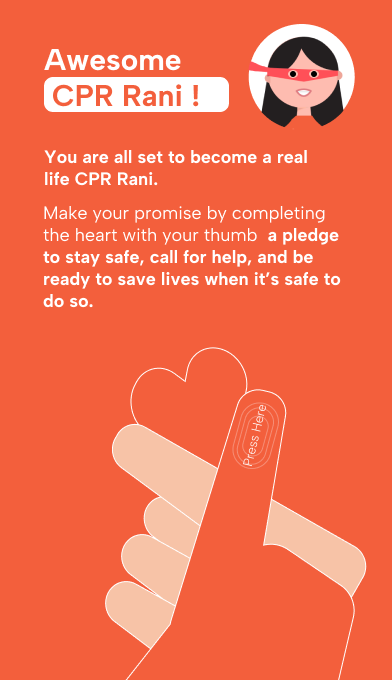 Awesome
CPR Rani !
You are all set to become a real
life CPR Rani.
Make your promise by completing
the heart with your thumb a pledge
to stay safe, call for help, and be
ready to save lives when it’s safe to
do so.
Press Here